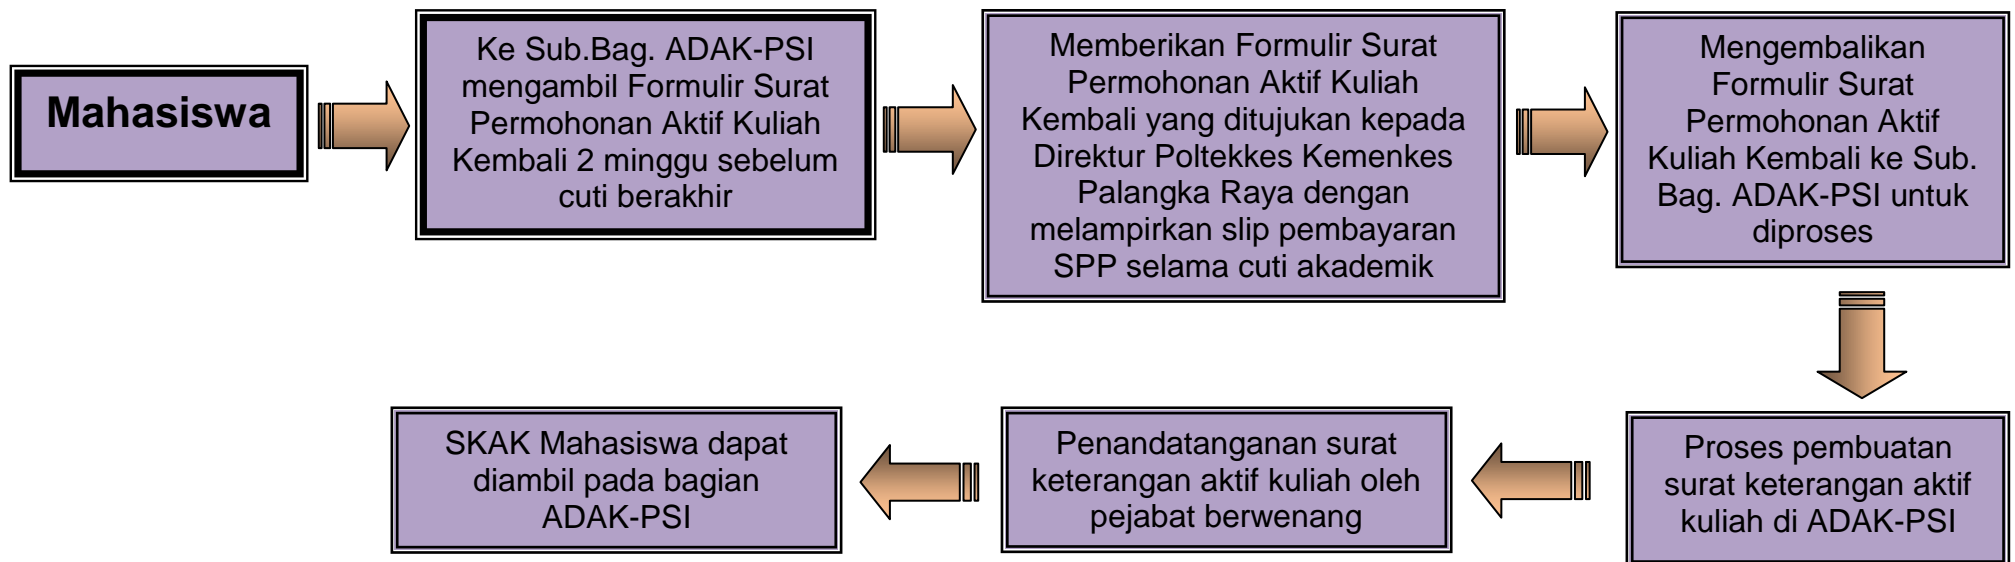 Mahasiswa
Ke Sub.Bag. ADAK-PSI
mengambil Formulir Surat
Permohonan Aktif Kuliah
Kembali 2 minggu sebelum
cuti berakhir
Memberikan Formulir Surat
Permohonan Aktif Kuliah
Kembali yang ditujukan kepada
Direktur Poltekkes Kemenkes
Palangka Raya dengan
melampirkan slip pembayaran
SPP selama cuti akademik
Mengembalikan
Formulir Surat
Permohonan Aktif
Kuliah Kembali ke Sub.
Bag. ADAK-PSI untuk
diproses
Proses pembuatan
surat keterangan aktif
kuliah di ADAK-PSI
Penandatanganan surat
keterangan aktif kuliah oleh
pejabat berwenang
SKAK Mahasiswa dapat
diambil pada bagian
ADAK-PSI